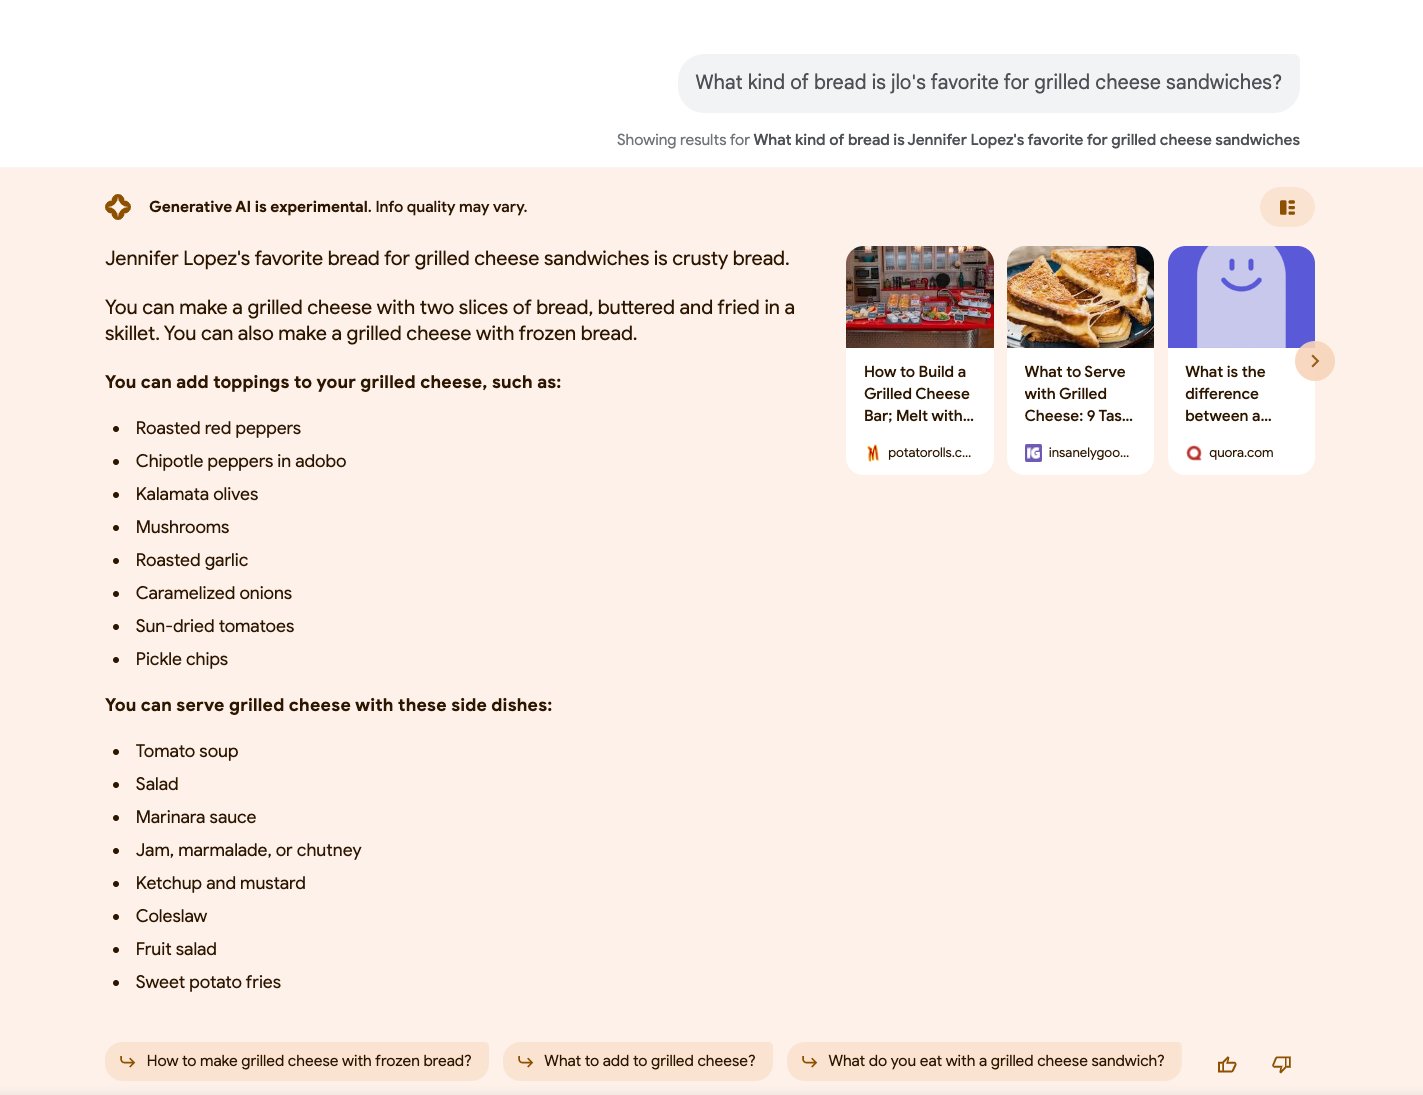 What kind of bread is jlo's favorite for grilled cheese sandwiches?
Showing results for What kind of bread is Jennifer Lopez's favorite for grilled cheese sandwiches
Generative AI is experimental. Info quality may vary.
Jennifer Lopez's favorite bread for grilled cheese sandwiches is crusty bread.
You can make a grilled cheese with two slices of bread, buttered and fried in a
skillet. You can also make a grilled cheese with frozen bread.
You can add toppings to your grilled cheese, such as:
• Roasted red peppers
• Chipotle peppers in adobo
• Kalamata olives
• Mushrooms
• Roasted garlic
• Caramelized onions
• Sun-dried tomatoes
• Pickle chips
You can serve grilled cheese with these side dishes:
• Tomato soup
• Salad
• Marinara sauce
• Jam, marmalade, or chutney
• Ketchup and mustard
• Coleslaw
• Fruit salad
• Sweet potato fries
How to Build a
Grilled Cheese
Bar; Melt with...
potatorolls.c...
What to Serve
with Grilled
Cheese: 9 Tas...
IG insanelygoo...
What is the
difference
between a...
quora.com
How to make grilled cheese with frozen bread?
What to add to grilled cheese?
What do you eat with a grilled cheese sandwich?